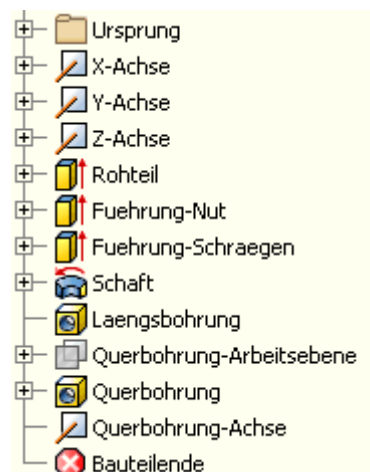 Ursprung
X-Achse
Y-Achse
Z-Achse
Rohteil
Fuehrung-Nut
Fuehrung-Schraegen
Schaft
Laengsbohrung
Querbohrung-Arbeitsebene
Querbohrung
Querbohrung-Achse
Bauteilende